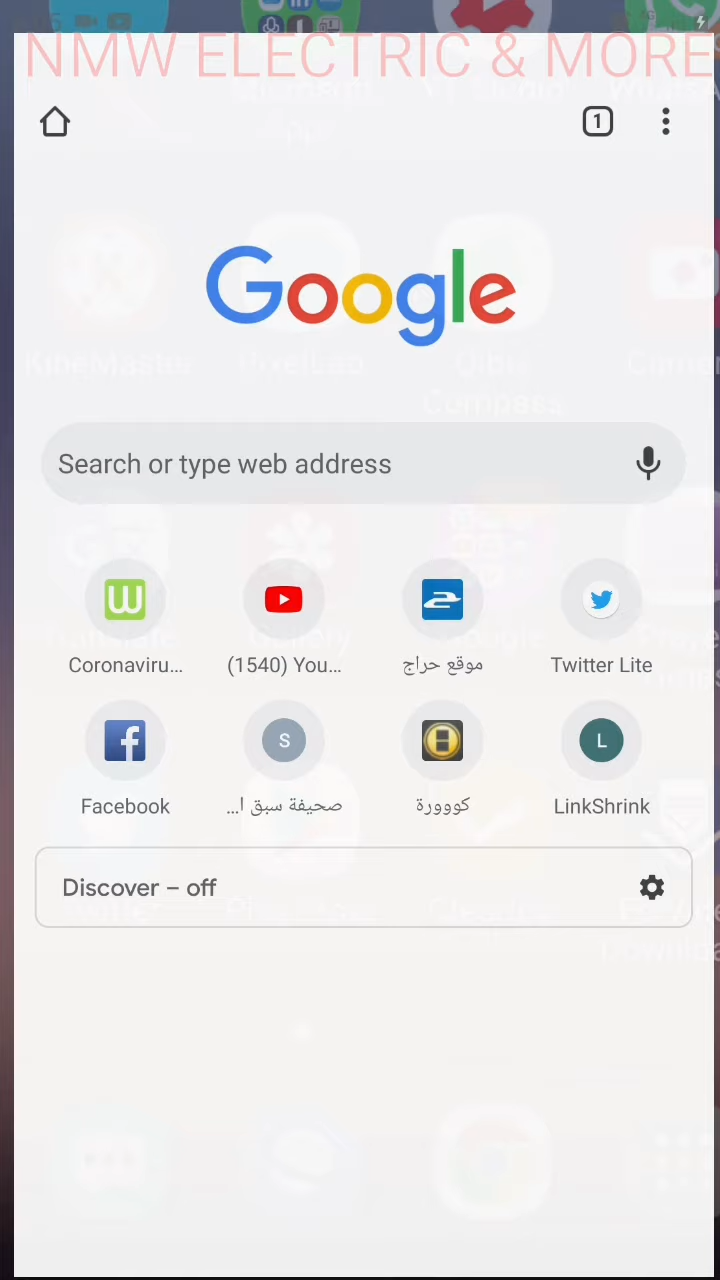 NMW ELECTRIC & MORE
1
Google
Search or type web address
Coronaviru...
(1540) You...
موقع حراج
Twitter Lite
S
L
Facebook
صحيفة سبق ا...
كووورة
LinkShrink
Discover – off